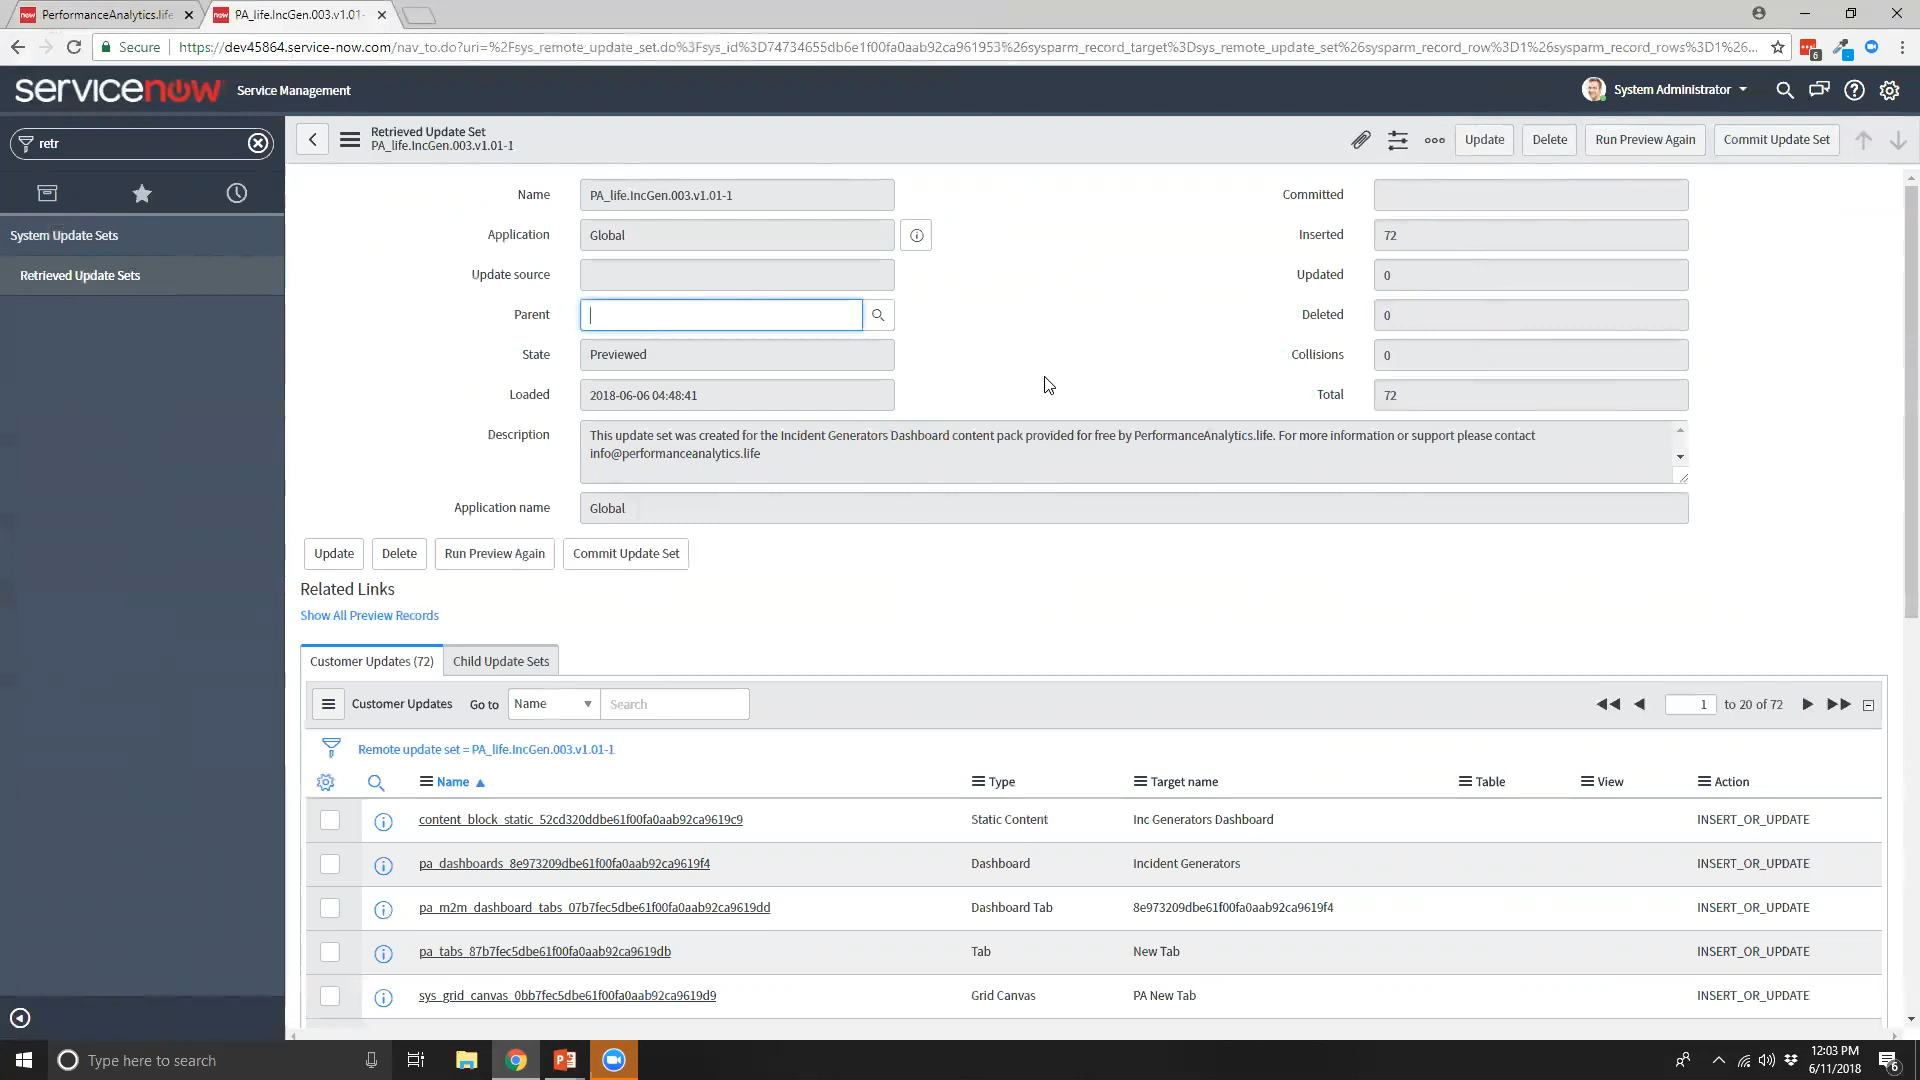 PerformanceAnalytics.life
PA_life.IncGen.003.v1.01-
Secure
https://dev45864.service-now.com/nav_to.do?uri=%2Fsys_remote_update_set.do%3Fsys_id%3D74734655db6e1f00fa0aab92ca961953%26sysparm_record_target%3Dsys_remote_update_set%26sysparm_record_row%3D1%26sysparm_record_rows%3D1%26...
6
servicenow Service Management
System Administrator
retr
Retrieved Update Set
PA_life.IncGen.003.v1.01-1
Update
Delete
Run Preview Again
Commit Update Set
System Update Sets
Retrieved Update Sets
Name PA_life.IncGen.003.v1.01-1
Committed
Application Global
Inserted 72
Update source
Updated 0
Parent
Deleted 0
State Previewed
Collisions 0
Loaded 2018-06-06 04:48:41
Total 72
Description This update set was created for the Incident Generators Dashboard content pack provided for free by PerformanceAnalytics.life. For more information or support please contact
info@performanceanalytics.life
Application name Global
Update
Delete
Run Preview Again
Commit Update Set
Related Links
Show All Preview Records
Customer Updates (72)
Child Update Sets
Customer Updates Go to Name Search
1 to 20 of 72
Remote update set = PA_life.IncGen.003.v1.01-1
Name Type Target name Table View Action
content_block_static_52cd320ddbe61f00fa0aab92ca9619c9 Static Content Inc Generators Dashboard INSERT_OR_UPDATE
pa_dashboards_8e973209dbe61f00fa0aab92ca9619f4 Dashboard Incident Generators INSERT_OR_UPDATE
pa_m2m_dashboard_tabs_07b7fec5dbe61f00fa0aab92ca9619dd Dashboard Tab 8e973209dbe61f00fa0aab92ca9619f4 INSERT_OR_UPDATE
pa_tabs_87b7fec5dbe61f00fa0aab92ca9619db Tab New Tab INSERT_OR_UPDATE
sys_grid_canvas_0bb7fec5dbe61f00fa0aab92ca9619d9 Grid Canvas PA New Tab INSERT_OR_UPDATE
Type here to search
12:03 PM
6/11/2018
6